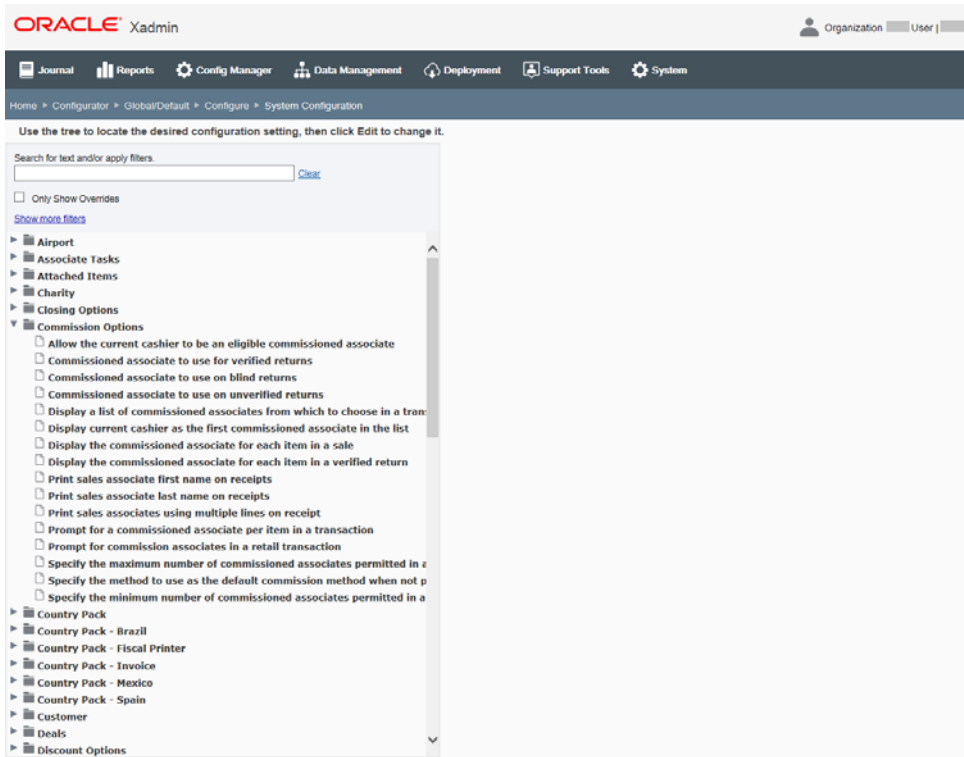 ORACLE® Xadmin
Organization User |
Journal Reports Config Manager Data Management Deployment Support Tools System
Home ▸ Configurator ▸ Global/Default ▸ Configure ▸ System Configuration
Use the tree to locate the desired configuration setting, then click Edit to change it.
Search for text and/or apply filters.
Clear
Only Show Overrides
Show more filters
Airport
Associate Tasks
Attached Items
Charity
Closing Options
Commission Options
Allow the current cashier to be an eligible commissioned associate
Commissioned associate to use for verified returns
Commissioned associate to use on blind returns
Commissioned associate to use on unverified returns
Display a list of commissioned associates from which to choose in a tran
Display current cashier as the first commissioned associate in the list
Display the commissioned associate for each item in a sale
Display the commissioned associate for each item in a verified return
Print sales associate first name on receipts
Print sales associate last name on receipts
Print sales associates using multiple lines on receipt
Prompt for a commissioned associate per item in a transaction
Prompt for commission associates in a retail transaction
Specify the maximum number of commissioned associates permitted in a
Specify the method to use as the default commission method when not p
Specify the minimum number of commissioned associates permitted in a
Country Pack
Country Pack - Brazil
Country Pack - Fiscal Printer
Country Pack - Invoice
Country Pack - Mexico
Country Pack - Spain
Customer
Deals
Discount Options